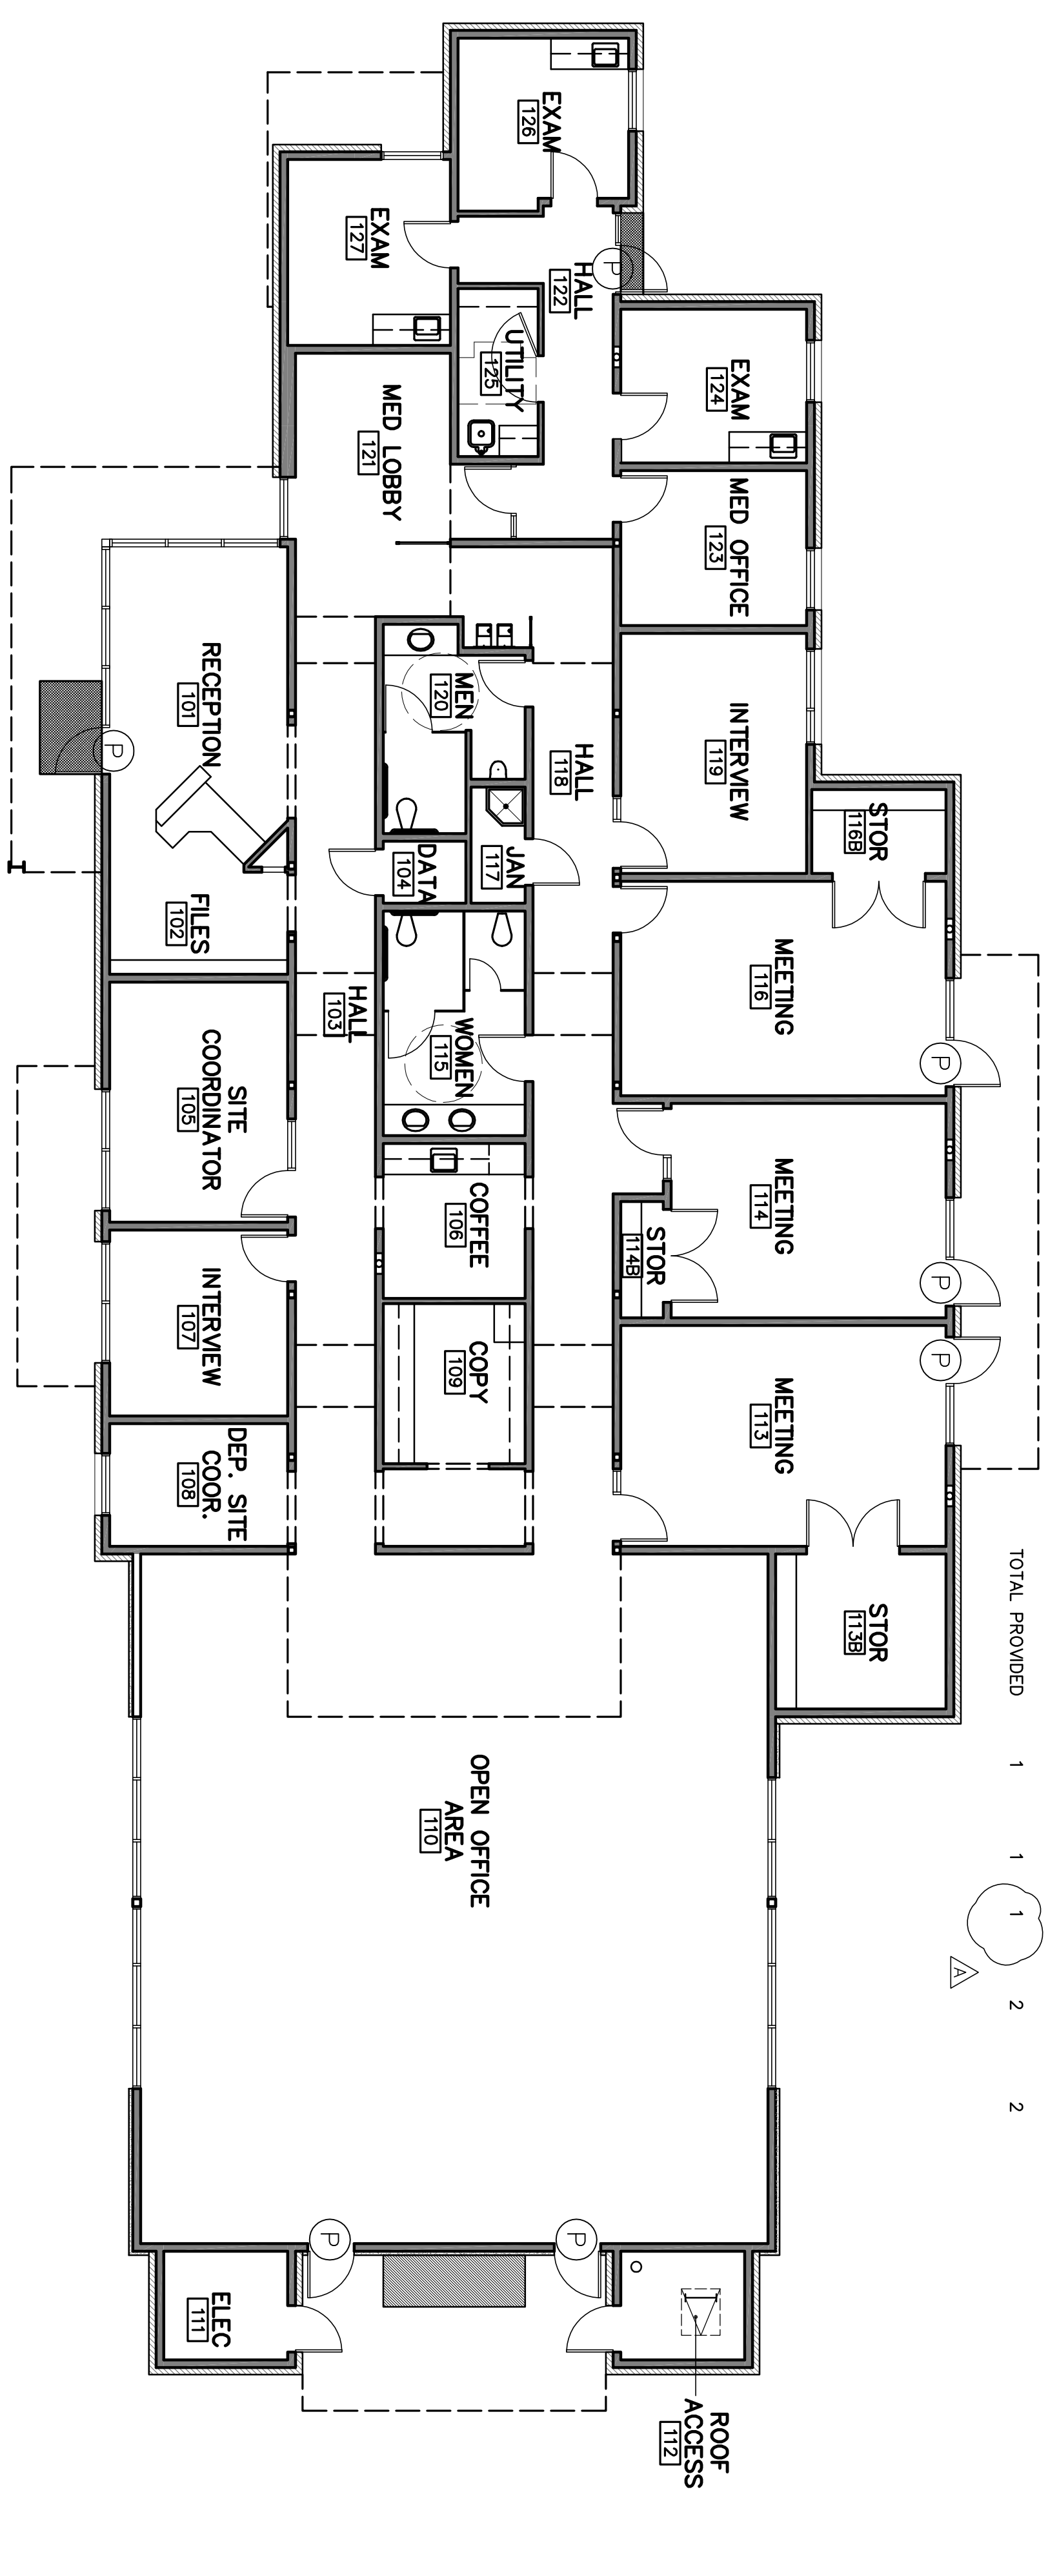 EXAM
126
EXAM
127
HALL
122
UTILITY
125
EXAM
124
MED LOBBY
121
MED OFFICE
123
INTERVIEW
119
RECEPTION
101
MEN
120
HALL
118
STOR
116B
JAN
117
DATA
104
FILES
102
MEETING
116
HALL
103
WOMEN
115
SITE
COORDINATOR
105
COFFEE
106
MEETING
114
STOR
114B
INTERVIEW
107
COPY
109
MEETING
113
DEP. SITE
COOR.
108
STOR
113B
OPEN OFFICE
AREA
110
ELEC
111
ROOF
ACCESS
112
P
P
P
P
P
P
P
TOTAL PROVIDED 1 1 1 2 2
A